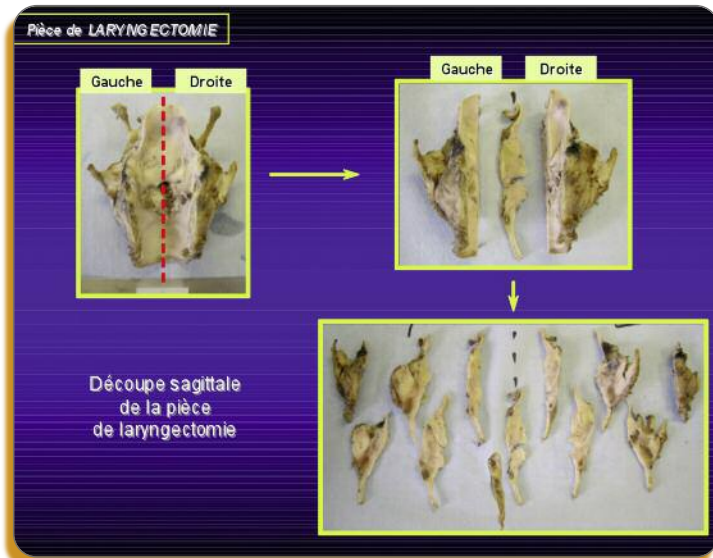 Pièce de LARYNGECTOMIE
Gauche
Droite
Gauche
Droite
Découpe sagittale
de la pièce
de laryngectomie